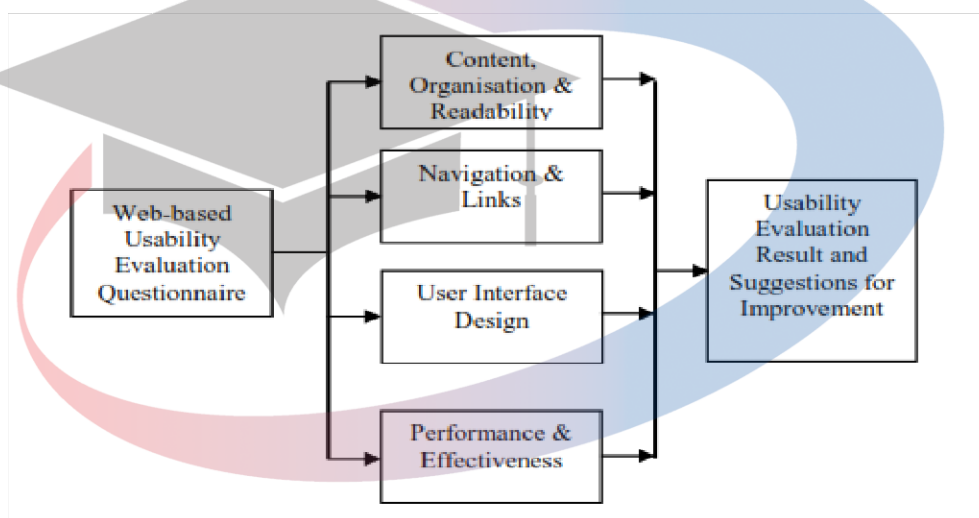 Web-based
Usability
Evaluation
Questionnaire
Content,
Organisation &
Readability
Navigation &
Links
User Interface
Design
Performance &
Effectiveness
Usability
Evaluation
Result and
Suggestions for
Improvement